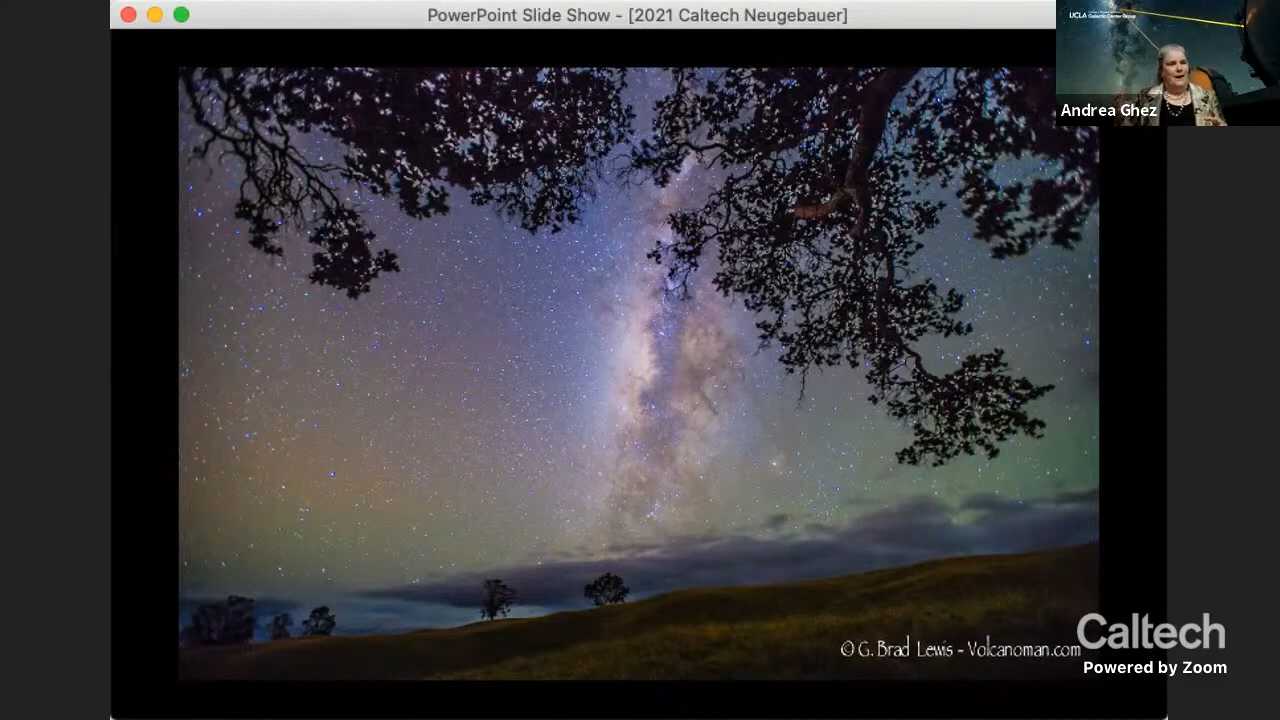 PowerPoint Slide Show - [2021 Caltech Neugebauer]
UCLA
Galactic Center Group
Andrea Ghez
© G. Brad Lewis - Volcanoman.com
Caltech
Powered by Zoom